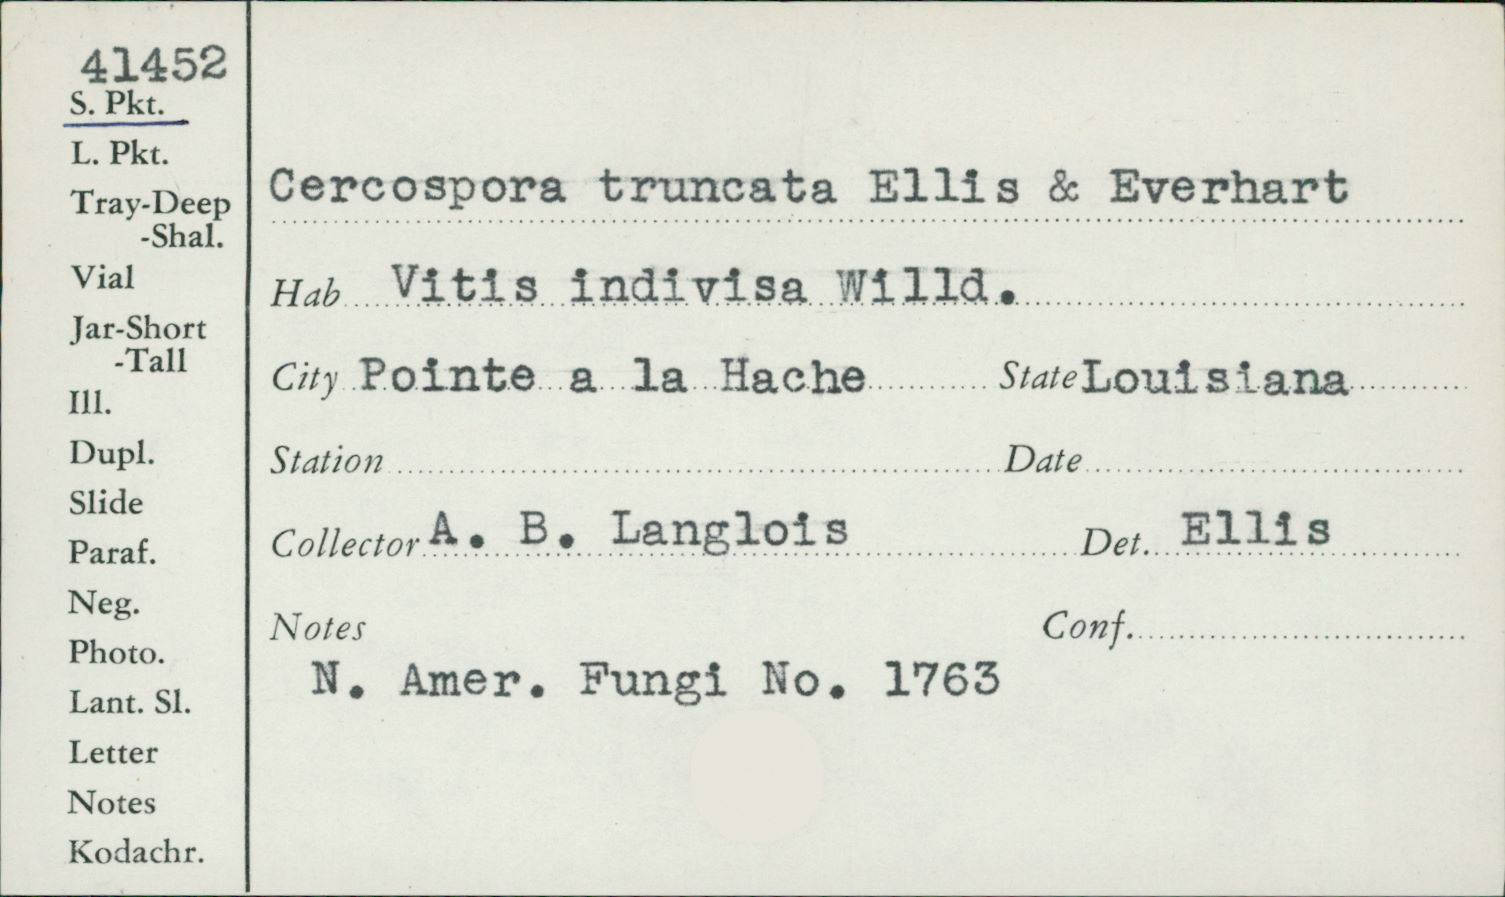 41452
S. Pkt.
L. Pkt.
Tray-Deep
-Shal.
Vial
Jar-Short
-Tall
Ill.
Dupl.
Slide
Paraf.
Neg.
Photo.
Lant. Sl.
Letter
Notes
Kodachr.
Cercospora truncata Ellis & Everhart
Hab Vitis indivisa Willd.
City Pointe a la Hache State Louisiana
Station Date
Collector A. B. Langlois Det. Ellis
Notes Conf.
N. Amer. Fungi No. 1763